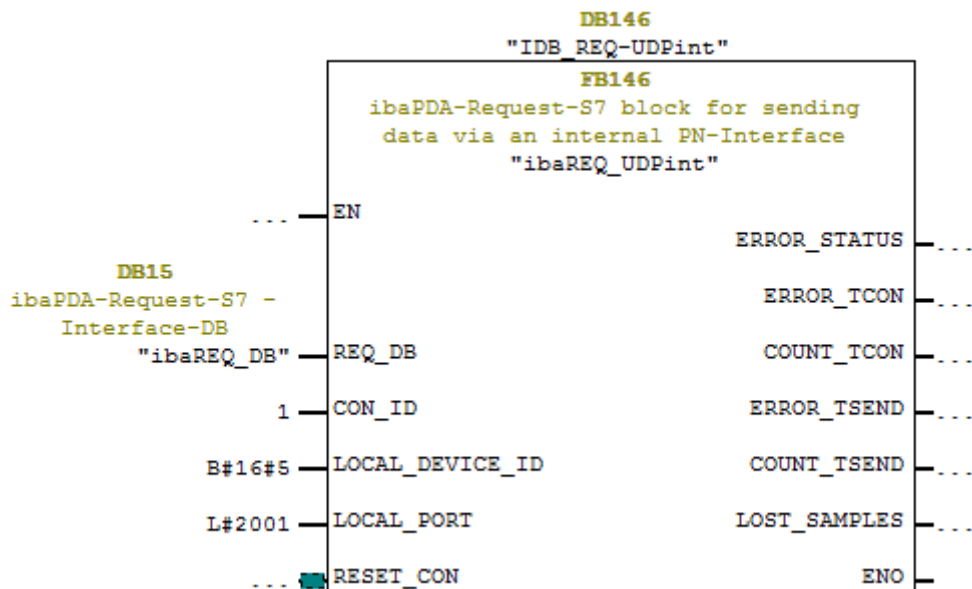 DB146
"IDB_REQ-UDPint"
FB146
ibaPDA-Request-S7 block for sending
data via an internal PN-Interface
"ibaREQ_UDPint"
... EN
ERROR_STATUS ...
DB15
ibaPDA-Request-S7 -
Interface-DB
ERROR_TCON ...
"ibaREQ_DB" REQ_DB COUNT_TCON ...
1 CON_ID ERROR_TSEND ...
B#16#5 LOCAL_DEVICE_ID COUNT_TSEND ...
L#2001 LOCAL_PORT LOST_SAMPLES ...
... RESET_CON ENO